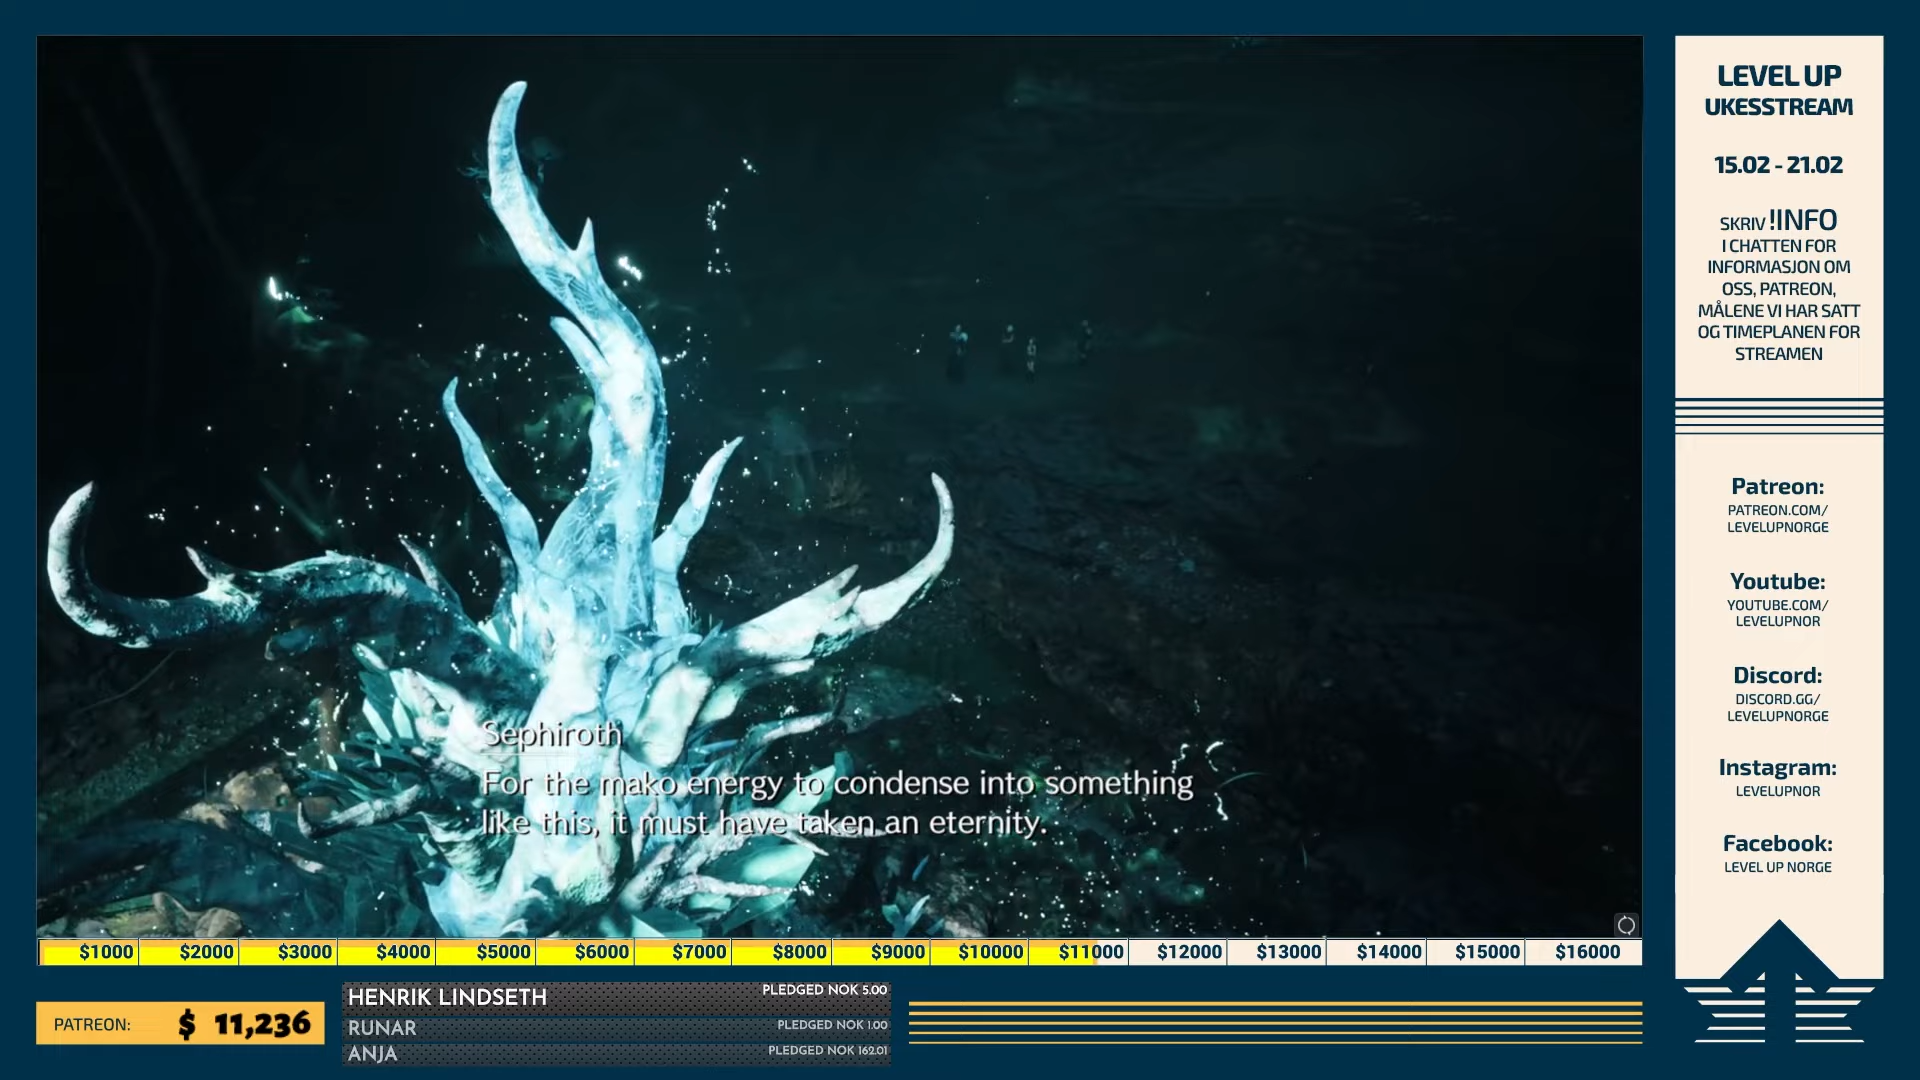 LEVEL UP
UKESSTREAM
15.02 - 21.02
SKRIV !INFO
I CHATTEN FOR
INFORMASJON OM
OSS, PATREON,
MÅLENE VI HAR SATT
OG TIMEPLANEN FOR
STREAMEN
Patreon:
PATREON.COM/
LEVELUPNORGE
Youtube:
YOUTUBE.COM/
LEVELUPNOR
Discord:
DISCORD.GG/
LEVELUPNORGE
Instagram:
LEVELUPNOR
Facebook:
LEVEL UP NORGE
Sephiroth
For the mako energy to condense into something
like this, it must have taken an eternity.
$1000 $2000 $3000 $4000 $5000 $6000 $7000 $8000 $9000 $10000 $11000 $12000 $13000 $14000 $15000 $16000
PATREON: $ 11,236
HENRIK LINDSETH PLEDGED NOK 5.00
RUNAR PLEDGED NOK 1.00
ANJA PLEDGED NOK 162.01